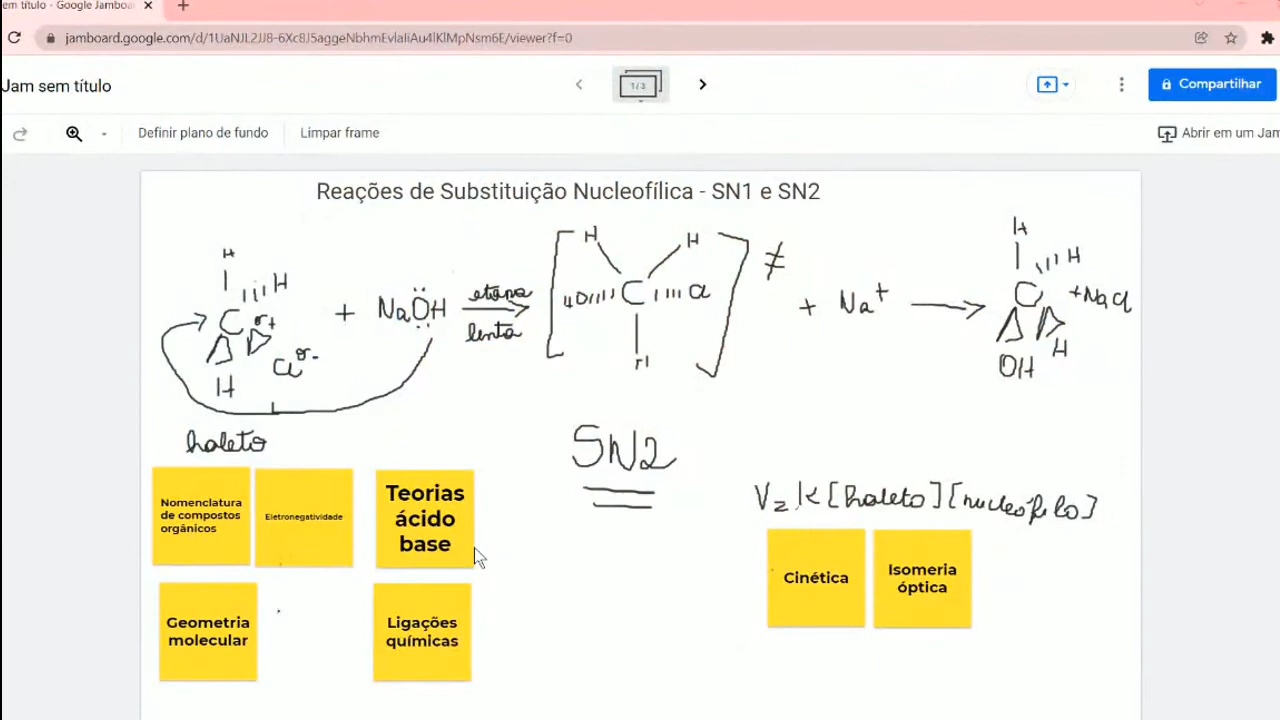 em título - Google Jamboa
jamboard.google.com/d/1UaNJL2JJ8-6Xc8J5aggeNbhmEvlaIiAu4lKlMpNsm6E/viewer?f=0
Jam sem título
1/3
Compartilhar
Definir plano de fundo
Limpar frame
Abrir em um Jam
Reações de Substituição Nucleofílica - SN1 e SN2
H
H
C
σ+
Cl
σ-
H
+
NaOH
etapa
lenta
H
H
HO
C
Cl
H
≠
+ Na+
H
H
C
OH
H
+NaCl
haleto
SN2
V = K [haleto] [nucleófilo]
Nomenclatura
de compostos
orgânicos
Eletronegatividade
Teorias
ácido
base
Geometria
molecular
Ligações
químicas
Cinética
Isomeria
óptica